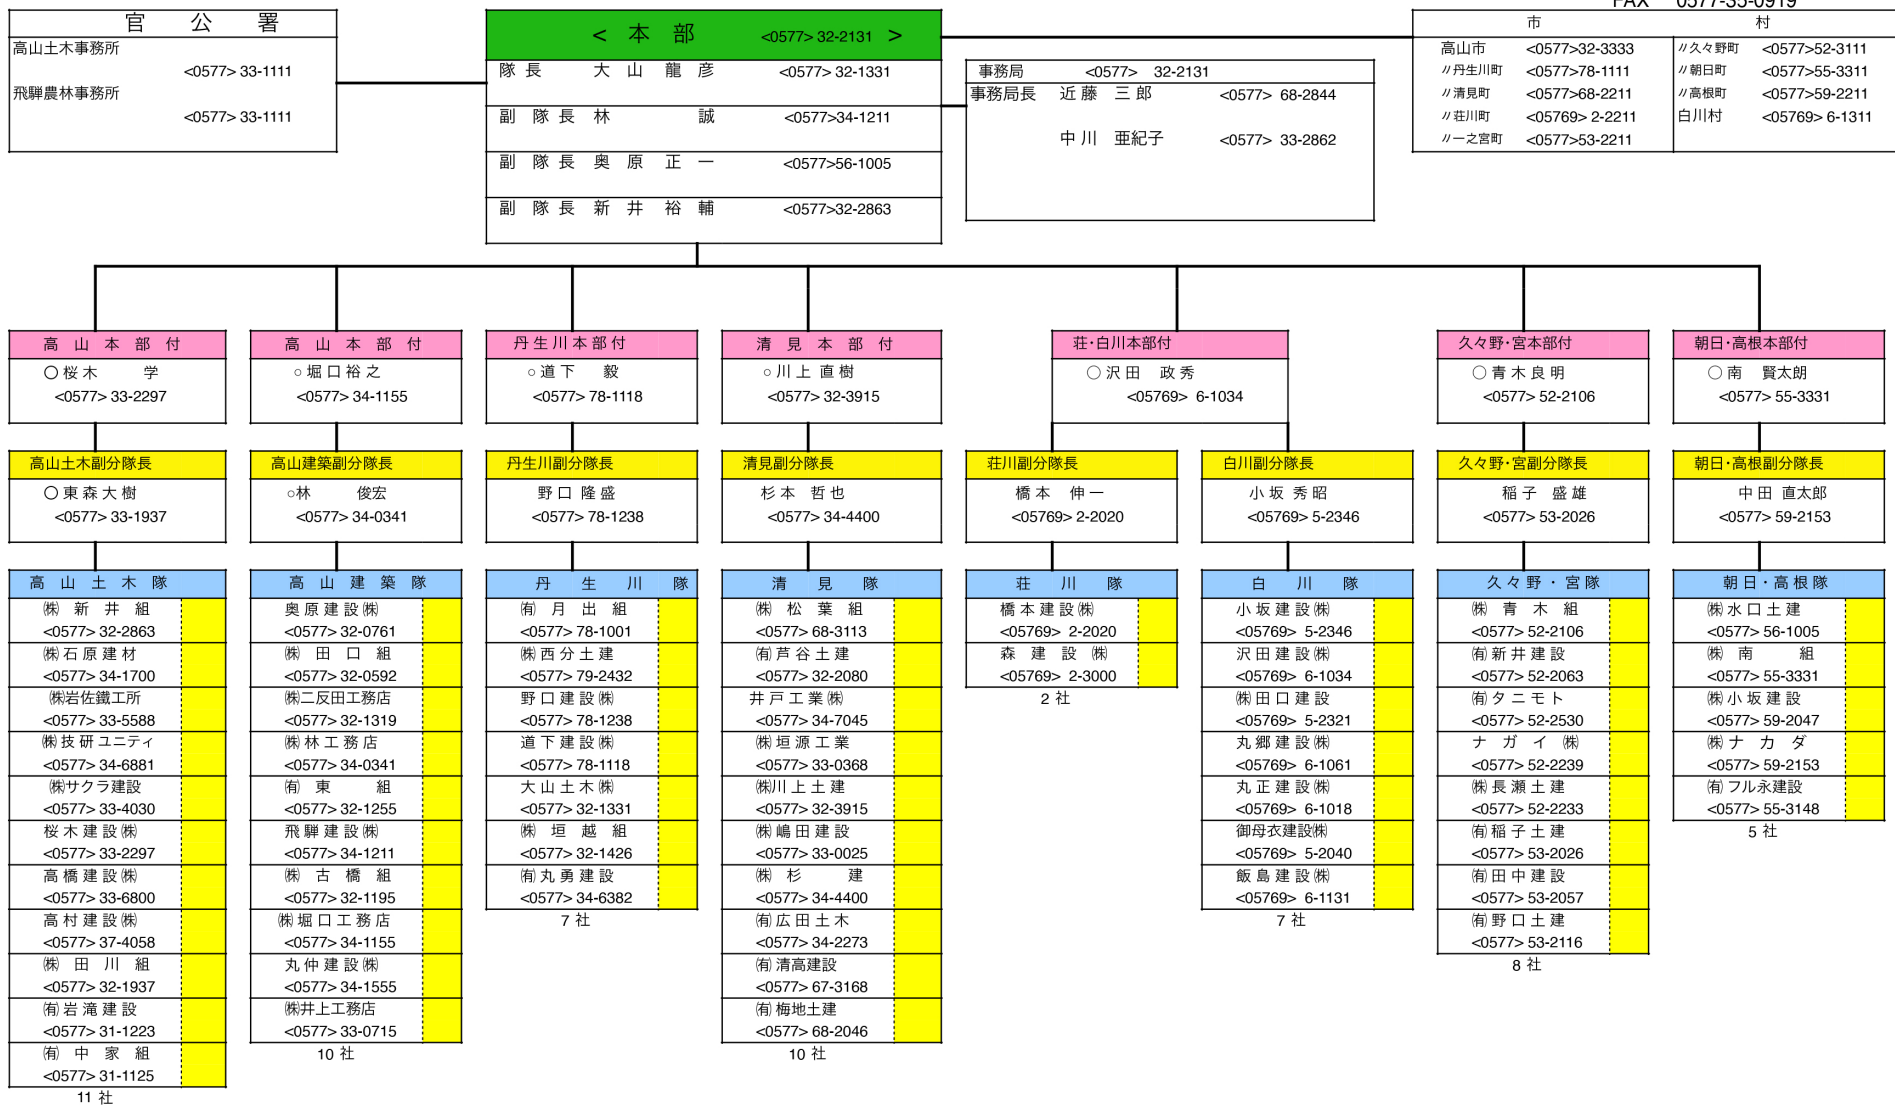 FAX 0577-35-0919
官 公 署
高山土木事務所
<0577> 33-1111
飛騨農林事務所
<0577> 33-1111
< 本 部 <0577> 32-2131 >
隊 長 大 山 龍 彦 <0577> 32-1331
副 隊 長 林 誠 <0577>34-1211
副 隊 長 奥 原 正 一 <0577>56-1005
副 隊 長 新 井 裕 輔 <0577>32-2863
事務局 <0577> 32-2131
事務局長 近 藤 三 郎 <0577> 68-2844
中 川 亜紀子 <0577> 33-2862
市 村
高山市 <0577>32-3333 〃久々野町 <0577>52-3111
〃丹生川町 <0577>78-1111 〃朝日町 <0577>55-3311
〃清見町 <0577>68-2211 〃高根町 <0577>59-2211
〃荘川町 <05769> 2-2211 白川村 <05769> 6-1311
〃一之宮町 <0577>53-2211
高 山 本 部 付
○ 桜 木 学
<0577> 33-2297
高 山 本 部 付
○ 堀 口 裕 之
<0577> 34-1155
丹 生 川 本 部 付
○ 道 下 毅
<0577> 78-1118
清 見 本 部 付
○ 川 上 直 樹
<0577> 32-3915
荘・白川本部付
○ 沢 田 政 秀
<05769> 6-1034
久々野・宮本部付
○ 青 木 良 明
<0577> 52-2106
朝日・高根本部付
○ 南 賢太朗
<0577> 55-3331
高山土木副分隊長
○ 東 森 大 樹
<0577> 33-1937
高山建築副分隊長
○林 俊宏
<0577> 34-0341
丹生川副分隊長
野 口 隆 盛
<0577> 78-1238
清見副分隊長
杉 本 哲 也
<0577> 34-4400
荘川副分隊長
橋 本 伸 一
<05769> 2-2020
白川副分隊長
小 坂 秀 昭
<05769> 5-2346
久々野・宮副分隊長
稲 子 盛 雄
<0577> 53-2026
朝日・高根副分隊長
中 田 直太郎
<0577> 59-2153
高 山 土 木 隊
㈱ 新 井 組
<0577> 32-2863
㈱ 石 原 建 材
<0577> 34-1700
㈱岩佐鐵工所
<0577> 33-5588
㈱ 技 研 ユニティ
<0577> 34-6881
㈱サクラ建設
<0577> 33-4030
桜 木 建 設 ㈱
<0577> 33-2297
高 橋 建 設 ㈱
<0577> 33-6800
高 村 建 設 ㈱
<0577> 37-4058
㈱ 田 川 組
<0577> 32-1937
㈲ 岩 滝 建 設
<0577> 31-1223
㈲ 中 家 組
<0577> 31-1125
11 社
高 山 建 築 隊
奥 原 建 設 ㈱
<0577> 32-0761
㈱ 田 口 組
<0577> 32-0592
㈱二反田工務店
<0577> 32-1319
㈱ 林 工 務 店
<0577> 34-0341
㈲ 東 組
<0577> 32-1255
飛 騨 建 設 ㈱
<0577> 34-1211
㈱ 古 橋 組
<0577> 32-1195
㈱ 堀 口 工 務 店
<0577> 34-1155
丸 仲 建 設 ㈱
<0577> 34-1555
㈱井上工務店
<0577> 33-0715
10 社
丹 生 川 隊
㈲ 月 出 組
<0577> 78-1001
㈱ 西 分 土 建
<0577> 79-2432
野 口 建 設 ㈱
<0577> 78-1238
道 下 建 設 ㈱
<0577> 78-1118
大 山 土 木 ㈱
<0577> 32-1331
㈱ 垣 越 組
<0577> 32-1426
㈲ 丸 勇 建 設
<0577> 34-6382
7 社
清 見 隊
㈱ 松 葉 組
<0577> 68-3113
㈲ 芦 谷 土 建
<0577> 32-2080
井 戸 工 業 ㈱
<0577> 34-7045
㈱ 垣 源 工 業
<0577> 33-0368
㈱川 上 土 建
<0577> 32-3915
㈱ 嶋 田 建 設
<0577> 33-0025
㈱ 杉 建
<0577> 34-4400
㈲ 広 田 土 木
<0577> 34-2273
㈲ 清高建設
<0577> 67-3168
㈲ 梅地土建
<0577> 68-2046
10 社
荘 川 隊
橋 本 建 設 ㈱
<05769> 2-2020
森 建 設 ㈱
<05769> 2-3000
2 社
白 川 隊
小 坂 建 設 ㈱
<05769> 5-2346
沢 田 建 設 ㈱
<05769> 6-1034
㈱ 田 口 建 設
<05769> 5-2321
丸 郷 建 設 ㈱
<05769> 6-1061
丸 正 建 設 ㈱
<05769> 6-1018
御母衣建設㈱
<05769> 5-2040
飯 島 建 設 ㈱
<05769> 6-1131
7 社
久 々 野 ・ 宮 隊
㈱ 青 木 組
<0577> 52-2106
㈲ 新 井 建 設
<0577> 52-2063
㈲ タ ニ モ ト
<0577> 52-2530
ナ ガ イ ㈱
<0577> 52-2239
㈱ 長 瀬 土 建
<0577> 52-2233
㈲ 稲 子 土 建
<0577> 53-2026
㈲ 田 中 建 設
<0577> 53-2057
㈲ 野 口 土 建
<0577> 53-2116
8 社
朝 日 ・ 高 根 隊
㈱ 水 口 土 建
<0577> 56-1005
㈱ 南 組
<0577> 55-3331
㈱ 小 坂 建 設
<0577> 59-2047
㈱ ナ カ ダ
<0577> 59-2153
㈲ フル永建設
<0577> 55-3148
5 社